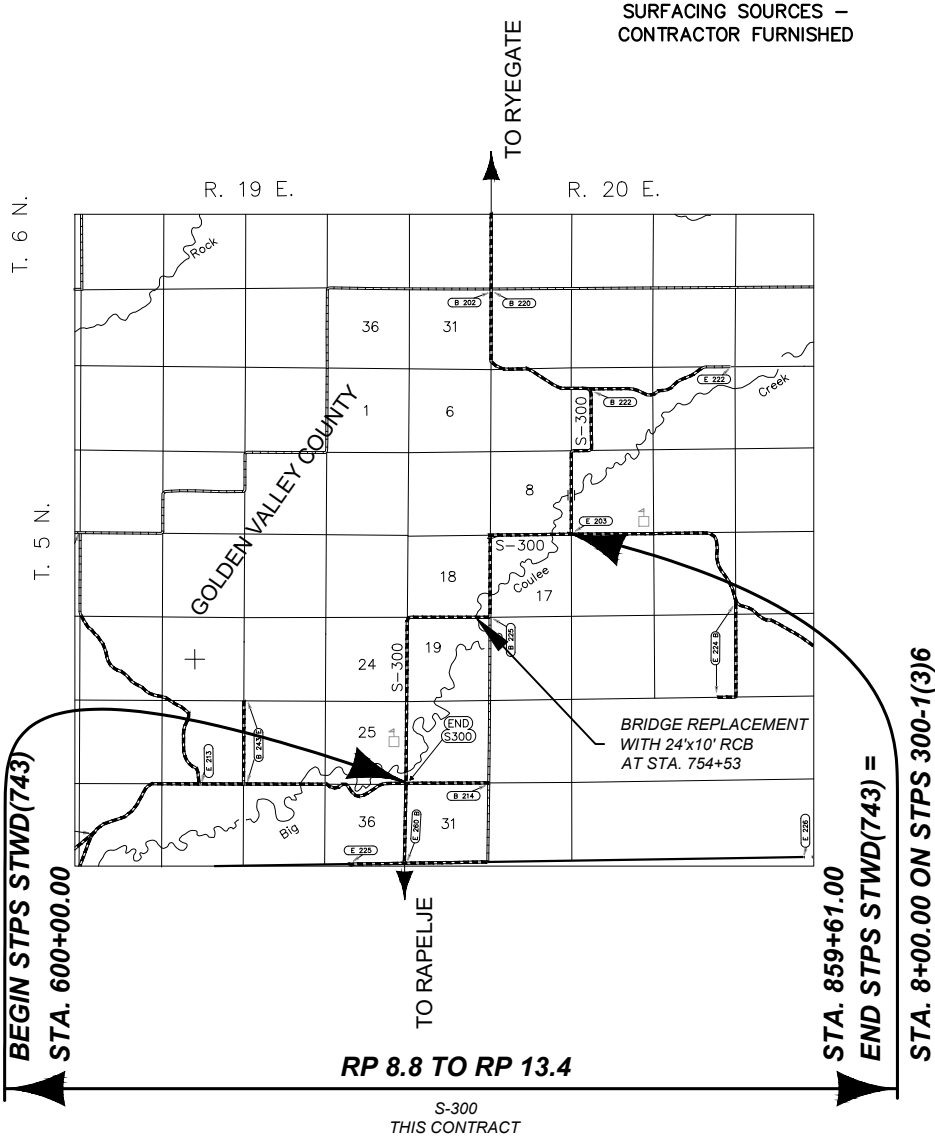 SURFACING SOURCES –
CONTRACTOR FURNISHED
TO RYEGATE
R. 19 E.
R. 20 E.
T. 6 N.
Rock
B 202
B 220
36
31
E 222
Creek
B 222
1
6
S-300
GOLDEN VALLEY COUNTY
8
E 203
T. 5 N.
S-300
18
Coulee
17
B 225
24
S-300
19
E 224 B
BRIDGE REPLACEMENT
WITH 24'x10' RCB
AT STA. 754+53
25
END
S300
B 243 E
E 213
B 214
36
31
Big
E 260 B
E 225
E 226
TO RAPELJE
BEGIN STPS STWD(743)
STA. 600+00.00
STA. 859+61.00
END STPS STWD(743) =
STA. 8+00.00 ON STPS 300-1(3)6
RP 8.8 TO RP 13.4
S-300
THIS CONTRACT